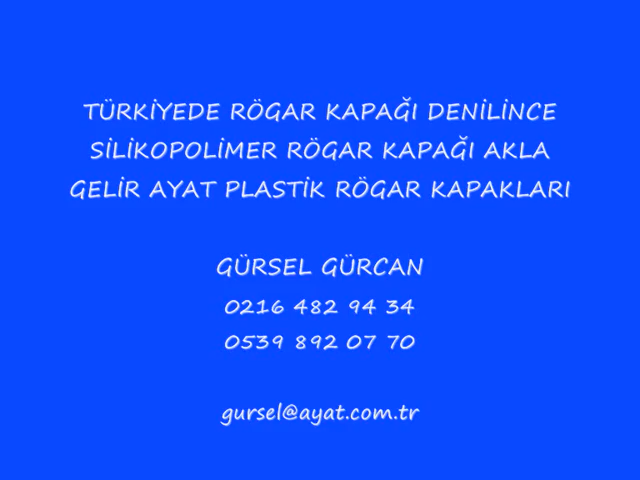 TÜRKİYEDE RÖGAR KAPAĞI DENİLİNCE
SİLİKOPOLİMER RÖGAR KAPAĞI AKLA
GELİR AYAT PLASTİK RÖGAR KAPAKLARI
GÜRSEL GÜRCAN
0216 482 94 34
0539 892 07 70
gursel@ayat.com.tr